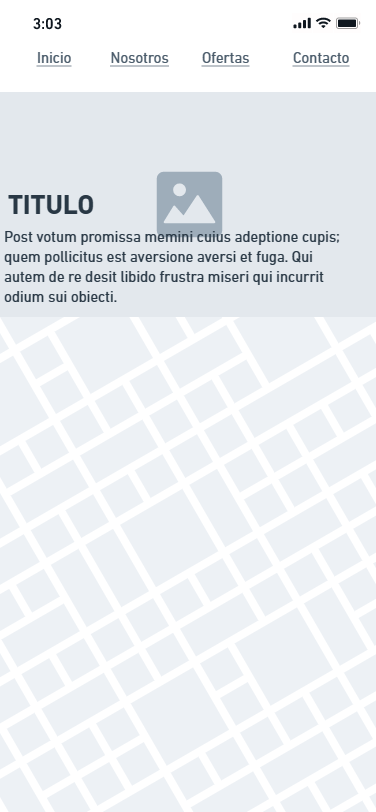 3:03
Inicio Nosotros Ofertas Contacto
TITULO
Post votum promissa memini cuius adeptione cupis;
quem pollicitus est aversione aversi et fuga. Qui
autem de re desit libido frustra miseri qui incurrit
odium sui obiecti.